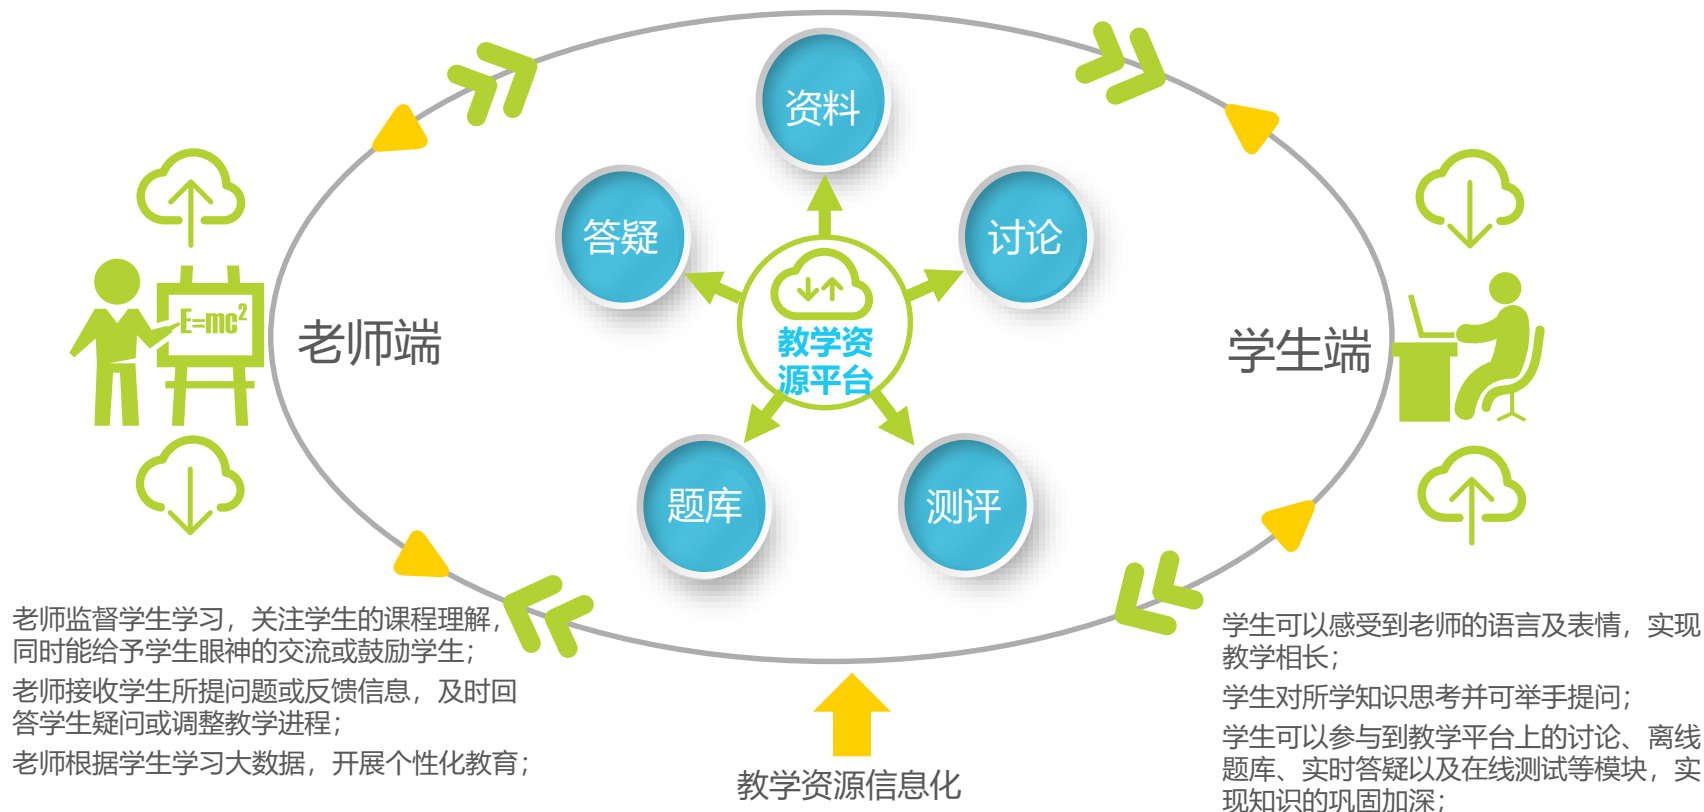 资料
答疑
讨论
E=mc²
老师端
教学资
源平台
学生端
题库
测评
老师监督学生学习，关注学生的课程理解，
同时能给予学生眼神的交流或鼓励学生；
老师接收学生所提问题或反馈信息，及时回
答学生疑问或调整教学进程；
老师根据学生学习大数据，开展个性化教育；
教学资源信息化
学生可以感受到老师的语言及表情，实现
教学相长；
学生对所学知识思考并可举手提问；
学生可以参与到教学平台上的讨论、离线
题库、实时答疑以及在线测试等模块，实
现知识的巩固加深；